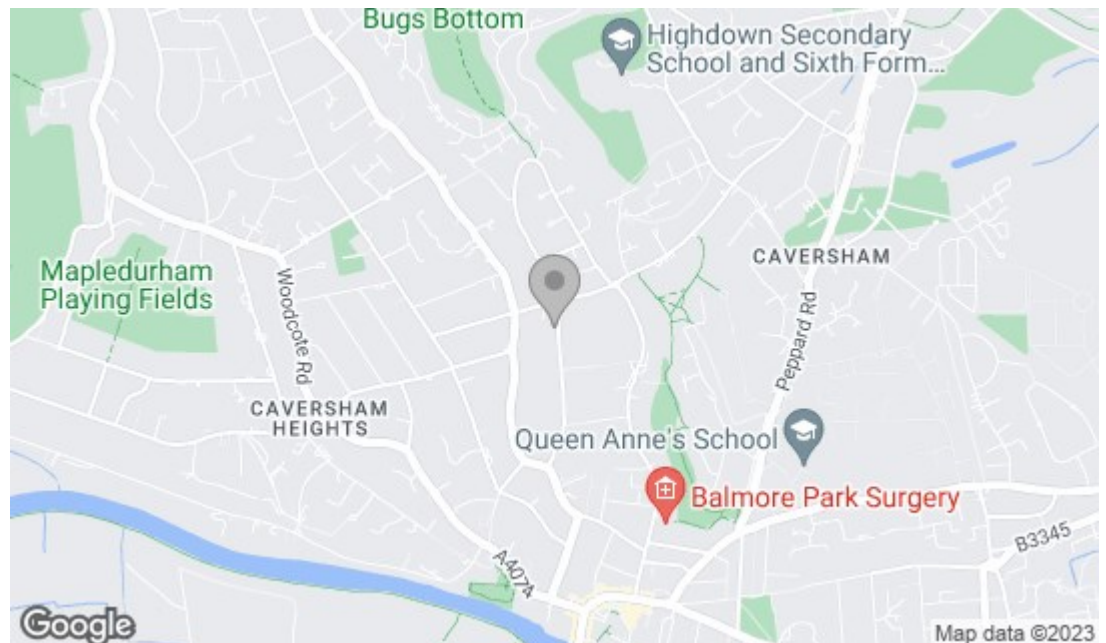 Bugs Bottom
Highdown Secondary
School and Sixth Form...
CAVERSHAM
Mapledurham
Playing Fields
Woodcote Rd
Peppard Rd
CAVERSHAM
HEIGHTS
Queen Anne's School
Balmore Park Surgery
B3345
A4074
Google
Map data ©2023